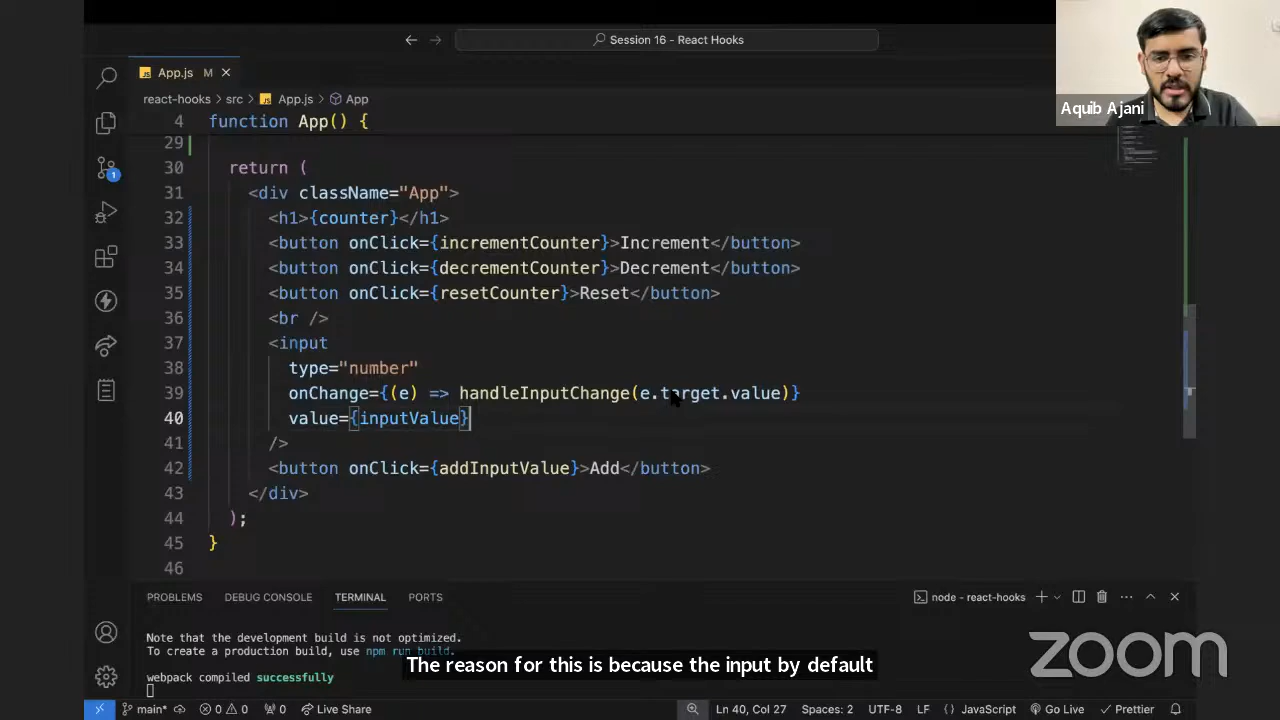 Session 16 - React Hooks
Aquib Ajani
JS App.js M
react-hooks > src > JS App.js > App
4 function App() {
29
30 return (
31 <div className="App">
32 <h1>{counter}</h1>
33 <button onClick={incrementCounter}>Increment</button>
34 <button onClick={decrementCounter}>Decrement</button>
35 <button onClick={resetCounter}>Reset</button>
36 <br />
37 <input
38 type="number"
39 onChange={(e) => handleInputChange(e.target.value)}
40 value={inputValue}
41 />
42 <button onClick={addInputValue}>Add</button>
43 </div>
44 );
45 }
46
1
PROBLEMS DEBUG CONSOLE TERMINAL PORTS node - react-hooks
Note that the development build is not optimized.
To create a production build, use npm run build.
webpack compiled successfully
The reason for this is because the input by default
zoom
main* 0 0 0 Live Share Ln 40, Col 27 Spaces: 2 UTF-8 LF {} JavaScript Go Live Prettier